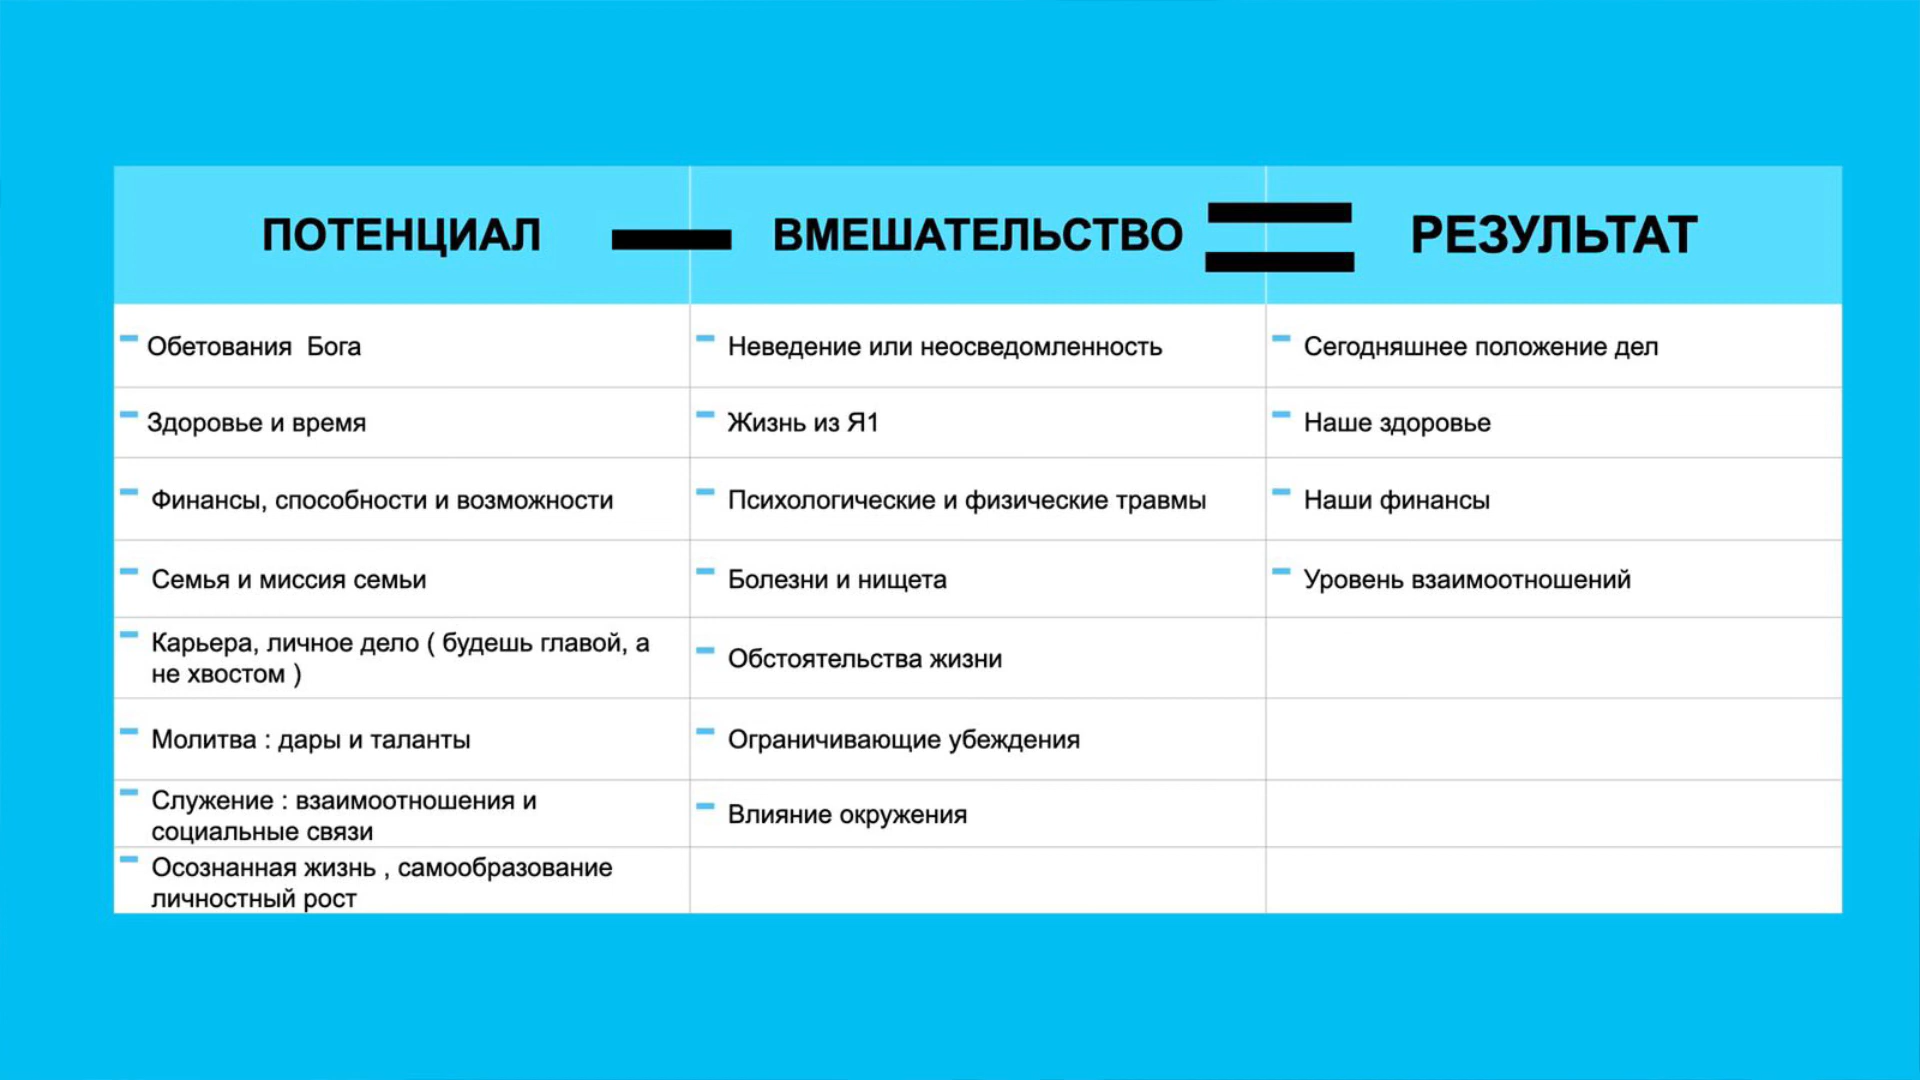 ПОТЕНЦИАЛ — ВМЕШАТЕЛЬСТВО = РЕЗУЛЬТАТ
- Обетования Бога - Неведение или неосведомленность - Сегодняшнее положение дел
- Здоровье и время - Жизнь из Я1 - Наше здоровье
- Финансы, способности и возможности - Психологические и физические травмы - Наши финансы
- Семья и миссия семьи - Болезни и нищета - Уровень взаимоотношений
- Карьера, личное дело ( будешь главой, а
не хвостом )
- Обстоятельства жизни
- Молитва : дары и таланты - Ограничивающие убеждения
- Служение : взаимоотношения и
социальные связи
- Влияние окружения
- Осознанная жизнь , самообразование
личностный рост